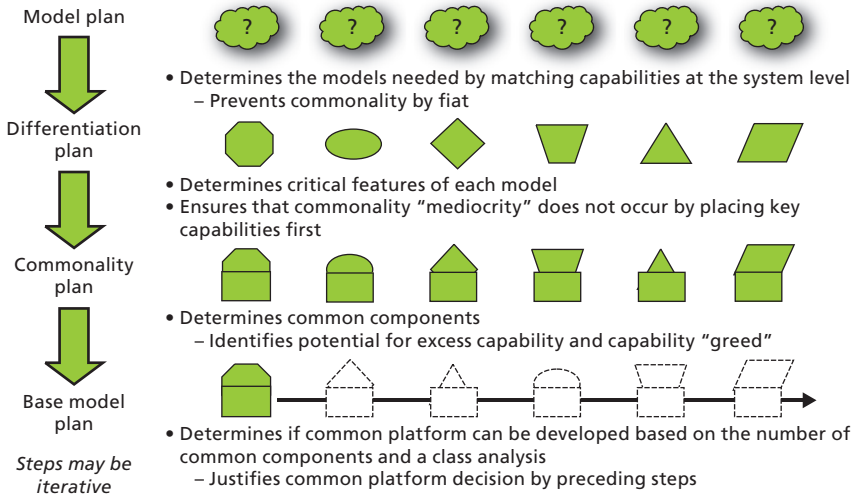 Model plan
? ? ? ? ? ?
• Determines the models needed by matching capabilities at the system level
– Prevents commonality by fiat
Differentiation
plan
• Determines critical features of each model
• Ensures that commonality “mediocrity” does not occur by placing key
capabilities first
Commonality
plan
• Determines common components
– Identifies potential for excess capability and capability “greed”
Base model
plan
• Determines if common platform can be developed based on the number of
common components and a class analysis
– Justifies common platform decision by preceding steps
Steps may be
iterative